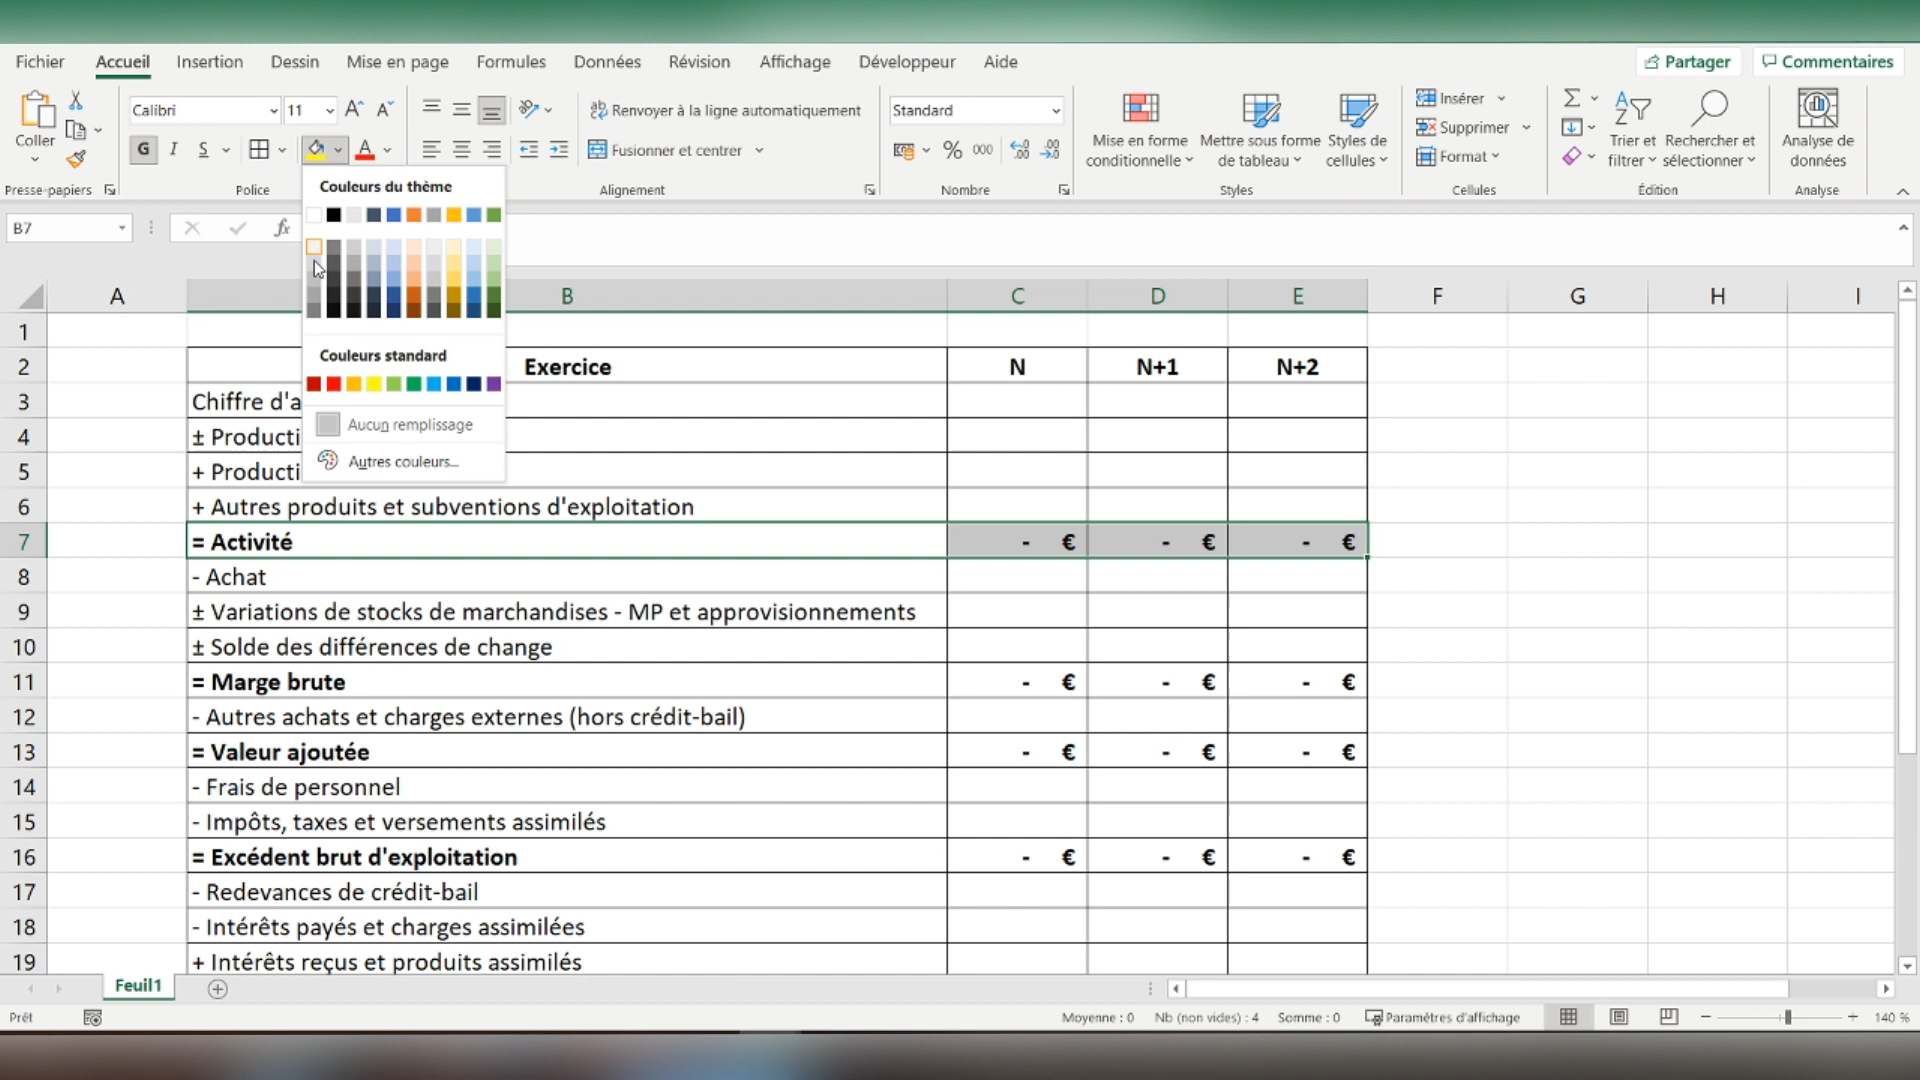 Fichier Accueil Insertion Dessin Mise en page Formules Données Révision Affichage Développeur Aide Partager Commentaires
Coller
Presse-papiers
Calibri 11
G I S A
Police
Renvoyer à la ligne automatiquement
Fusionner et centrer
Alignement
Standard
% 000
Nombre
Mise en forme conditionnelle
Mettre sous forme de tableau
Styles de cellules
Styles
Insérer
Supprimer
Format
Cellules
Trier et filtrer
Rechercher et sélectionner
Édition
Analyse de données
Analyse
Couleurs du thème
Couleurs standard
Aucun remplissage
Autres couleurs...
B7 fx
A B C D E F G H I
1
2 Exercice N N+1 N+2
3 Chiffre d'a
4 ± Producti
5 + Producti
6 + Autres produits et subventions d'exploitation
7 = Activité - € - € - €
8 - Achat
9 ± Variations de stocks de marchandises - MP et approvisionnements
10 ± Solde des différences de change
11 = Marge brute - € - € - €
12 - Autres achats et charges externes (hors crédit-bail)
13 = Valeur ajoutée - € - € - €
14 - Frais de personnel
15 - Impôts, taxes et versements assimilés
16 = Excédent brut d'exploitation - € - € - €
17 - Redevances de crédit-bail
18 - Intérêts payés et charges assimilées
19 + Intérêts reçus et produits assimilés
Feuil1
Prêt Moyenne : 0 Nb (non vides) : 4 Somme : 0 Paramètres d'affichage 140 %